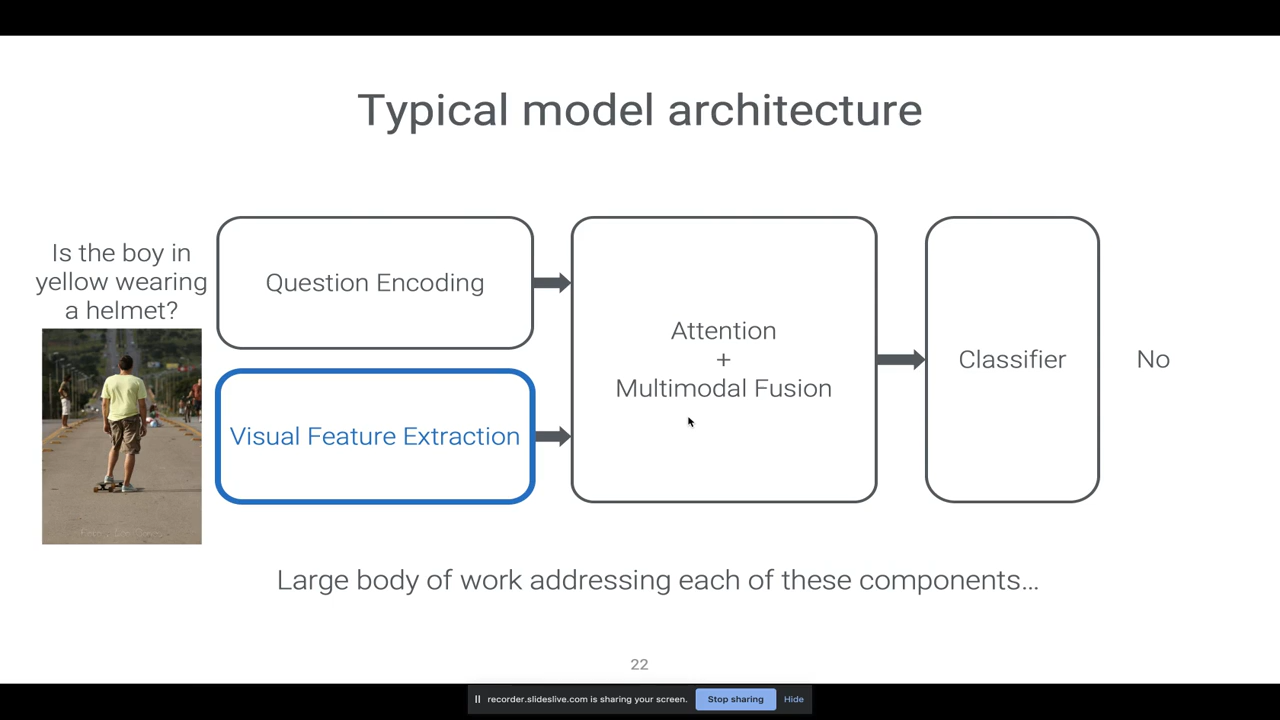 Typical model architecture
Is the boy in
yellow wearing
a helmet?
Question Encoding
Visual Feature Extraction
Attention
+
Multimodal Fusion
Classifier
No
Large body of work addressing each of these components...
22
recorder.slideslive.com is sharing your screen.
Stop sharing
Hide